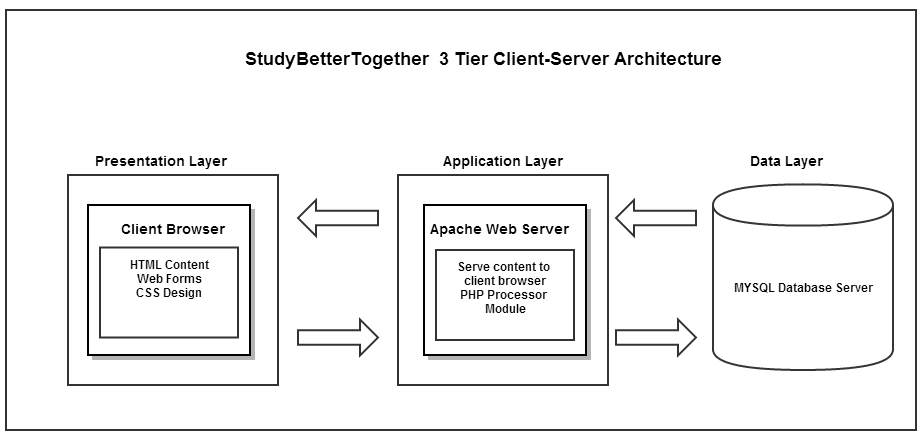 StudyBetterTogether  3 Tier Client-Server Architecture
Presentation Layer
Client Browser
HTML Content
Web Forms
CSS Design
Application Layer
Apache Web Server
Serve content to
client browser
PHP Processor
Module
Data Layer
MYSQL Database Server